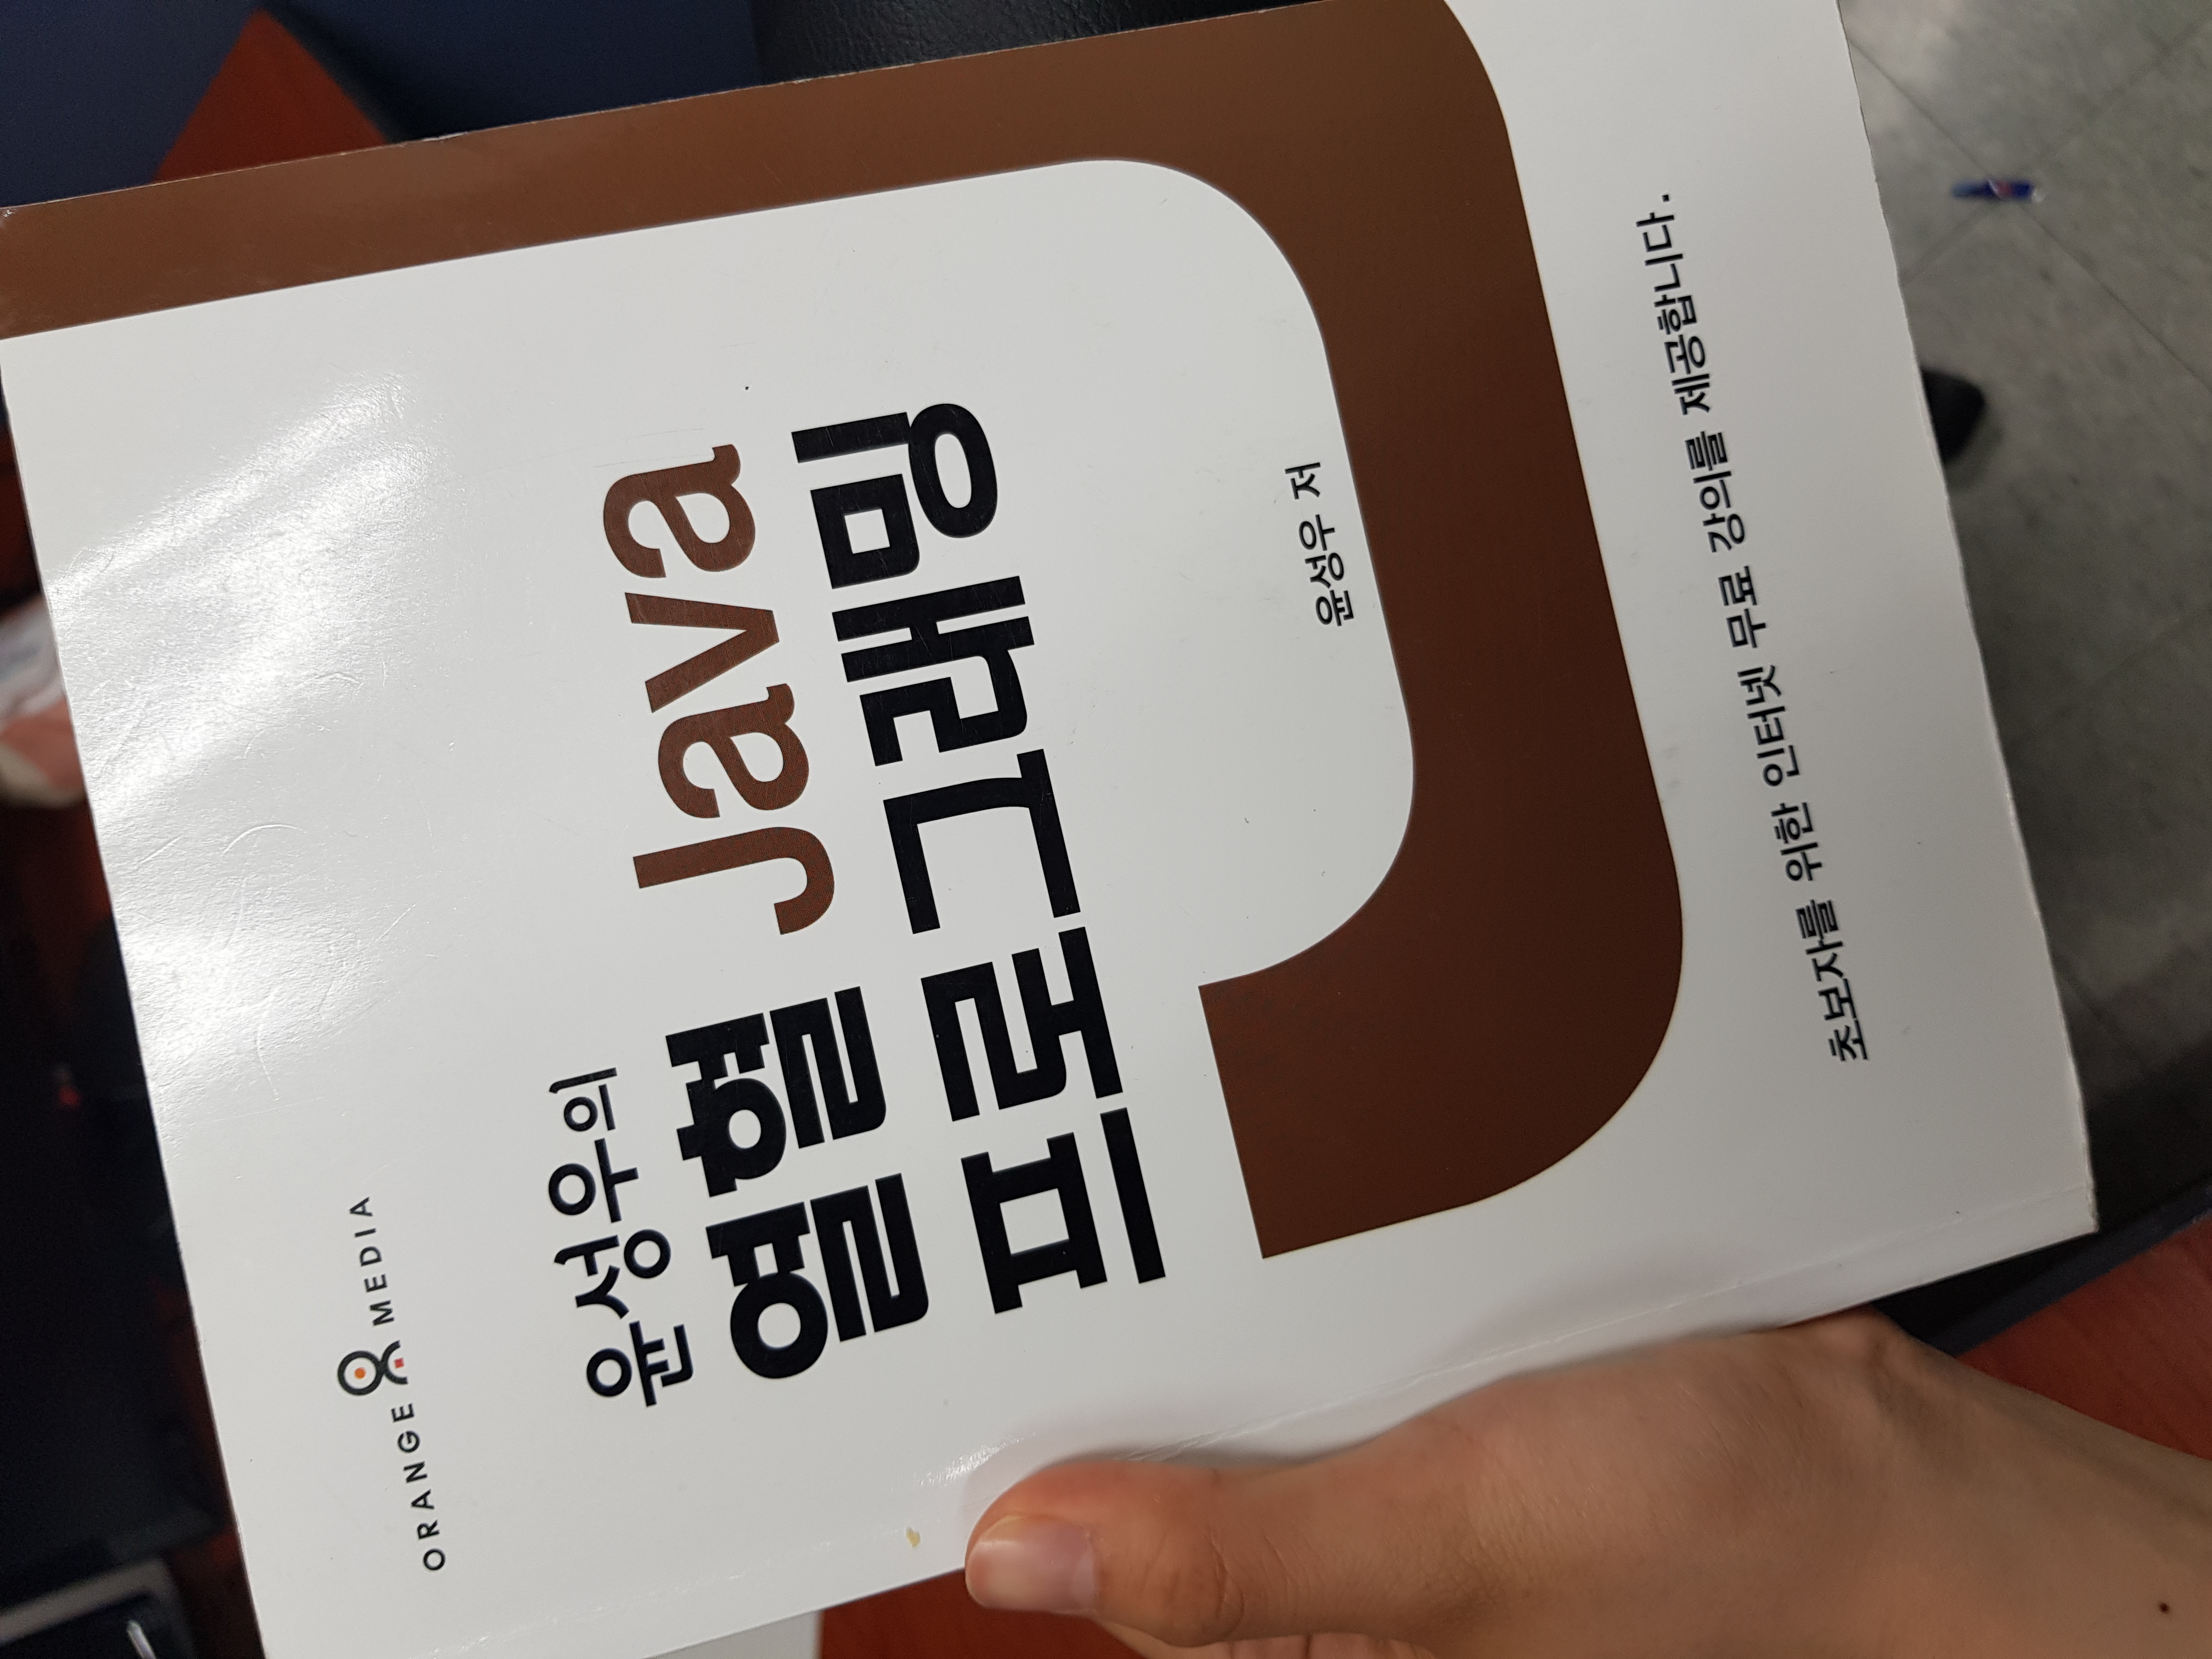 ORANGE MEDIA
윤성우의
열혈 Java
프로그래밍
윤성우 저
초보자를 위한 인터넷 무료 강의를 제공합니다.